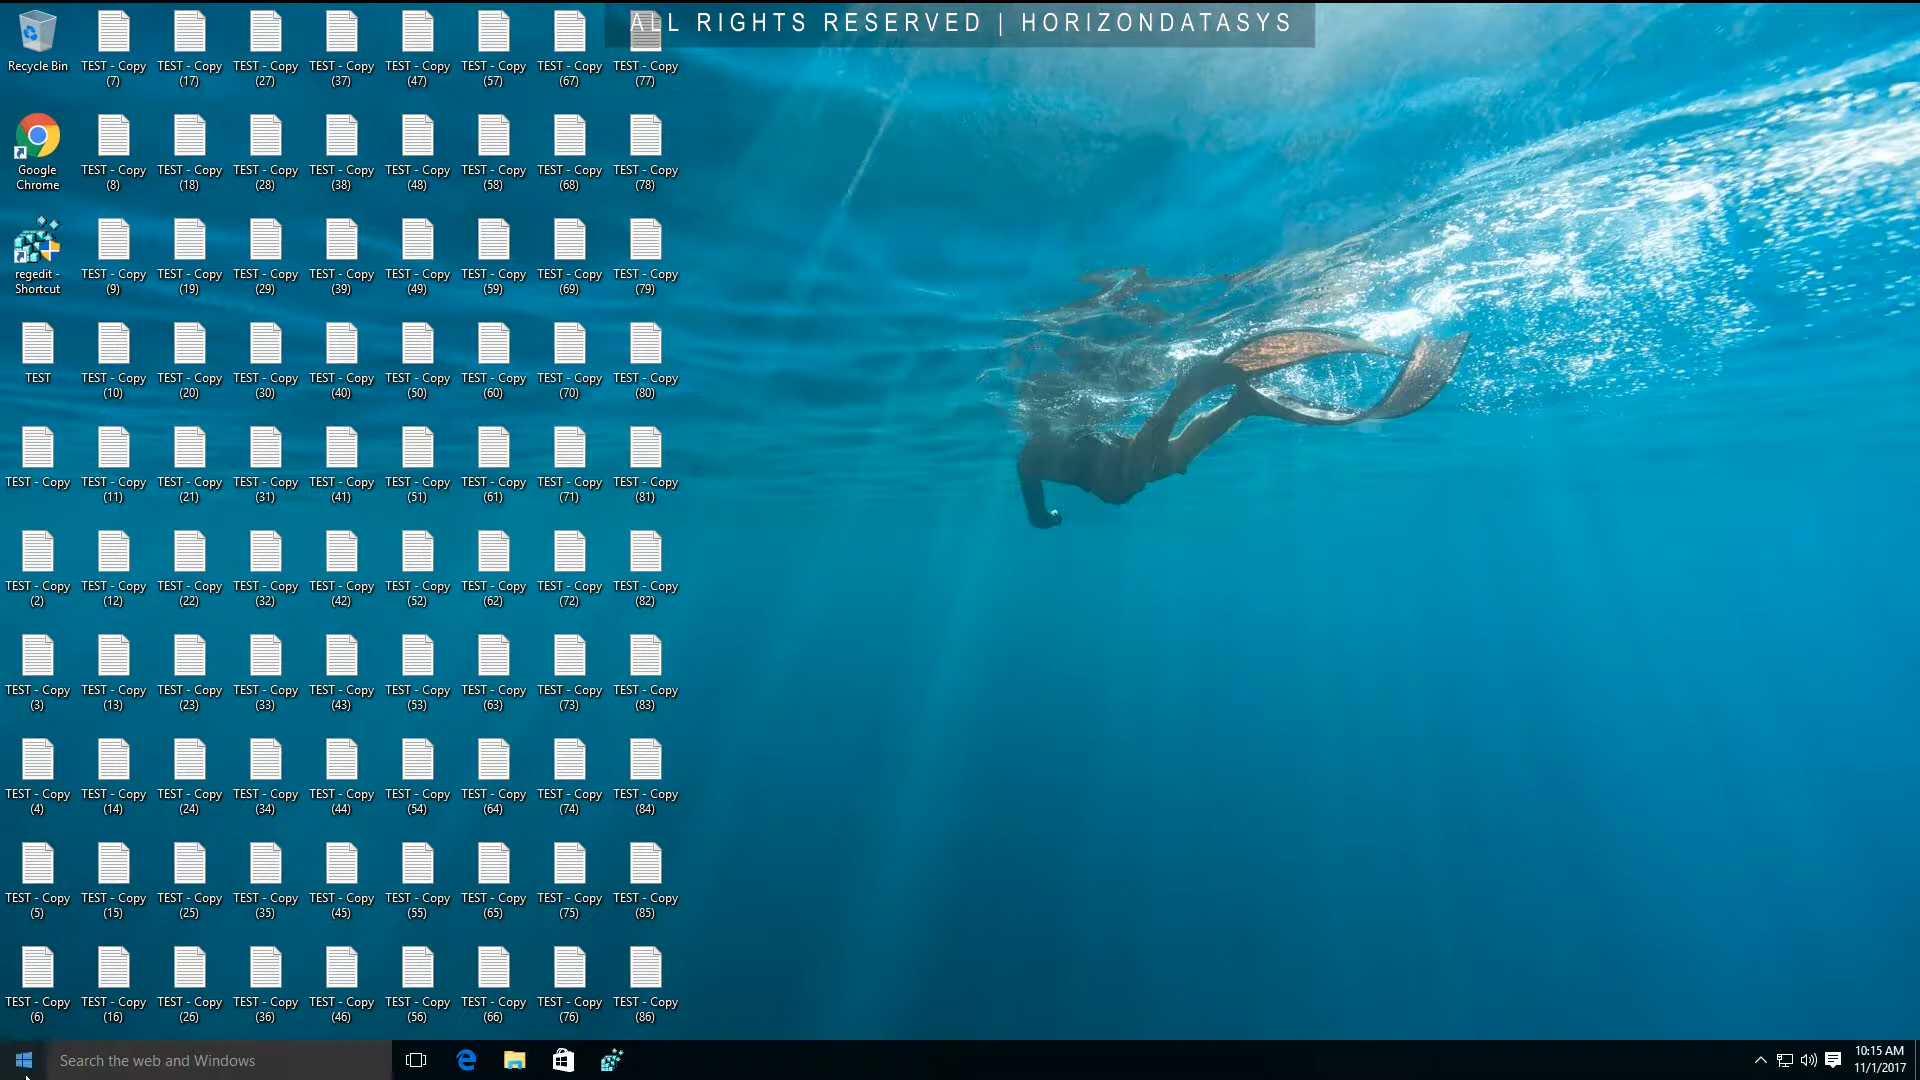 ALL RIGHTS RESERVED | HORIZONDATASYS
Recycle Bin
Google
Chrome
regedit -
Shortcut
TEST
TEST - Copy
TEST - Copy
(2)
TEST - Copy
(3)
TEST - Copy
(4)
TEST - Copy
(5)
TEST - Copy
(6)
TEST - Copy
(7)
TEST - Copy
(8)
TEST - Copy
(9)
TEST - Copy
(10)
TEST - Copy
(11)
TEST - Copy
(12)
TEST - Copy
(13)
TEST - Copy
(14)
TEST - Copy
(15)
TEST - Copy
(16)
TEST - Copy
(17)
TEST - Copy
(18)
TEST - Copy
(19)
TEST - Copy
(20)
TEST - Copy
(21)
TEST - Copy
(22)
TEST - Copy
(23)
TEST - Copy
(24)
TEST - Copy
(25)
TEST - Copy
(26)
TEST - Copy
(27)
TEST - Copy
(28)
TEST - Copy
(29)
TEST - Copy
(30)
TEST - Copy
(31)
TEST - Copy
(32)
TEST - Copy
(33)
TEST - Copy
(34)
TEST - Copy
(35)
TEST - Copy
(36)
TEST - Copy
(37)
TEST - Copy
(38)
TEST - Copy
(39)
TEST - Copy
(40)
TEST - Copy
(41)
TEST - Copy
(42)
TEST - Copy
(43)
TEST - Copy
(44)
TEST - Copy
(45)
TEST - Copy
(46)
TEST - Copy
(47)
TEST - Copy
(48)
TEST - Copy
(49)
TEST - Copy
(50)
TEST - Copy
(51)
TEST - Copy
(52)
TEST - Copy
(53)
TEST - Copy
(54)
TEST - Copy
(55)
TEST - Copy
(56)
TEST - Copy
(57)
TEST - Copy
(58)
TEST - Copy
(59)
TEST - Copy
(60)
TEST - Copy
(61)
TEST - Copy
(62)
TEST - Copy
(63)
TEST - Copy
(64)
TEST - Copy
(65)
TEST - Copy
(66)
TEST - Copy
(67)
TEST - Copy
(68)
TEST - Copy
(69)
TEST - Copy
(70)
TEST - Copy
(71)
TEST - Copy
(72)
TEST - Copy
(73)
TEST - Copy
(74)
TEST - Copy
(75)
TEST - Copy
(76)
TEST - Copy
(77)
TEST - Copy
(78)
TEST - Copy
(79)
TEST - Copy
(80)
TEST - Copy
(81)
TEST - Copy
(82)
TEST - Copy
(83)
TEST - Copy
(84)
TEST - Copy
(85)
TEST - Copy
(86)
Search the web and Windows
10:15 AM
11/1/2017